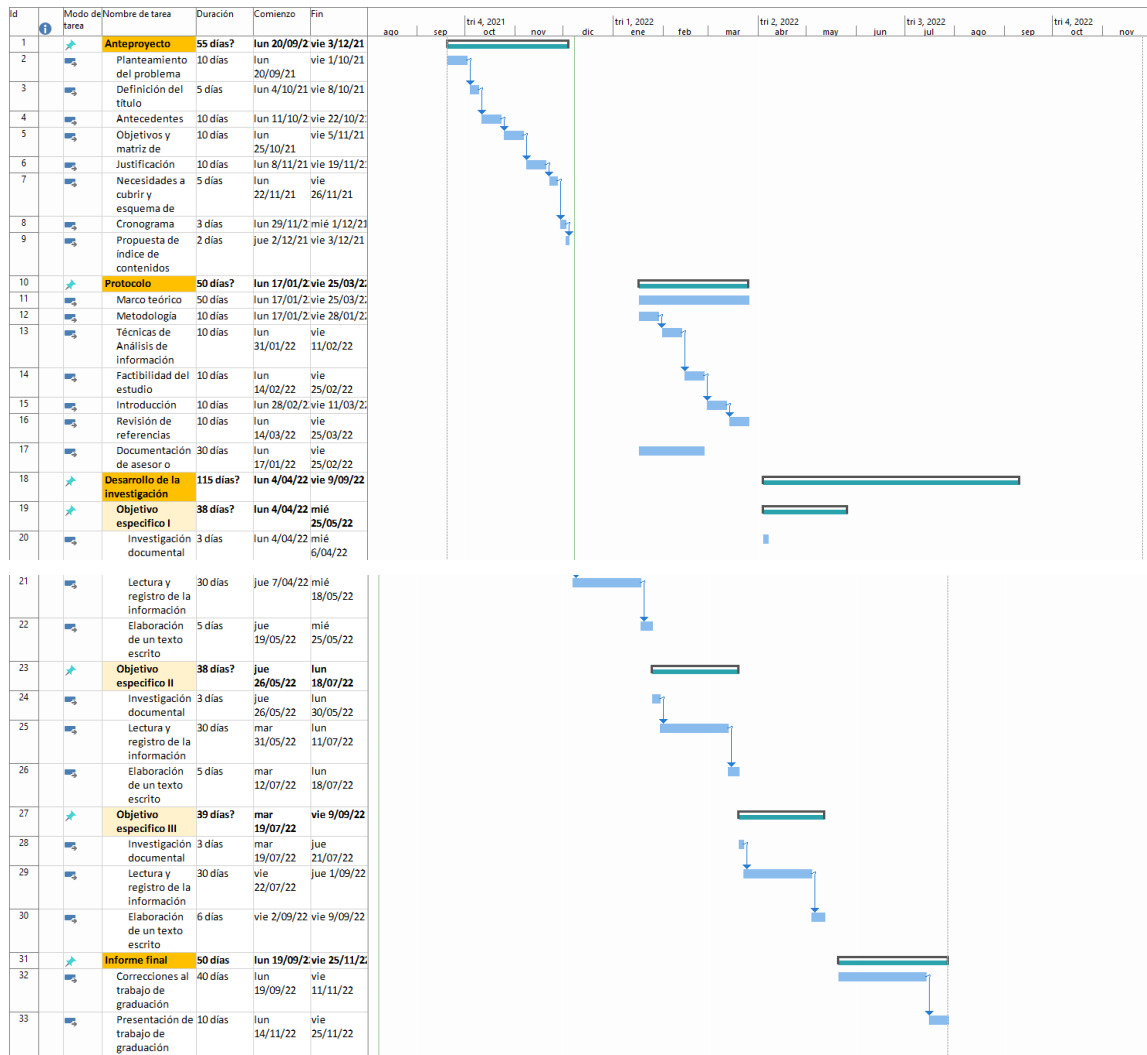 Id Modo de Nombre de tarea Duración Comienzo Fin
tarea
tri 4, 2021 tri 1, 2022 tri 2, 2022 tri 3, 2022 tri 4, 2022
ago sep oct nov dic ene feb mar abr may jun jul ago sep oct nov
1 Anteproyecto 55 días? lun 20/09/2 vie 3/12/21
2 Planteamiento 10 días lun vie 1/10/21
del problema 20/09/21
3 Definición del 5 días lun 4/10/21 vie 8/10/21
título
4 Antecedentes 10 días lun 11/10/2 vie 22/10/2
5 Objetivos y 10 días lun vie 5/11/21
matriz de 25/10/21
6 Justificación 10 días lun 8/11/21 vie 19/11/2
7 Necesidades a 5 días lun vie
cubrir y 22/11/21 26/11/21
esquema de
8 Cronograma 3 días lun 29/11/2 mié 1/12/21
9 Propuesta de 2 días jue 2/12/21 vie 3/12/21
índice de
contenidos
10 Protocolo 50 días? lun 17/01/2 vie 25/03/2
11 Marco teórico 50 días lun 17/01/2 vie 25/03/2
12 Metodología 10 días lun 17/01/2 vie 28/01/2
13 Técnicas de 10 días lun vie
Análisis de 31/01/22 11/02/22
información
14 Factibilidad del 10 días lun vie
estudio 14/02/22 25/02/22
15 Introducción 10 días lun 28/02/2 vie 11/03/2
16 Revisión de 10 días lun vie
referencias 14/03/22 25/03/22
17 Documentación 30 días lun vie
de asesor o 17/01/22 25/02/22
18 Desarrollo de la 115 días? lun 4/04/22 vie 9/09/22
investigación
19 Objetivo 38 días? lun 4/04/22 mié
especifico I 25/05/22
20 Investigación 3 días lun 4/04/22 mié
documental 6/04/22
21 Lectura y 30 días jue 7/04/22 mié
registro de la 18/05/22
información
22 Elaboración 5 días jue mié
de un texto 19/05/22 25/05/22
escrito
23 Objetivo 38 días? jue lun
especifico II 26/05/22 18/07/22
24 Investigación 3 días jue lun
documental 26/05/22 30/05/22
25 Lectura y 30 días mar lun
registro de la 31/05/22 11/07/22
información
26 Elaboración 5 días mar lun
de un texto 12/07/22 18/07/22
escrito
27 Objetivo 39 días? mar vie 9/09/22
especifico III 19/07/22
28 Investigación 3 días mar jue
documental 19/07/22 21/07/22
29 Lectura y 30 días vie jue 1/09/22
registro de la 22/07/22
información
30 Elaboración 6 días vie 2/09/22 vie 9/09/22
de un texto
escrito
31 Informe final 50 días lun 19/09/2 vie 25/11/2
32 Correcciones al 40 días lun vie
trabajo de 19/09/22 11/11/22
graduación
33 Presentación de 10 días lun vie
trabajo de 14/11/22 25/11/22
graduación